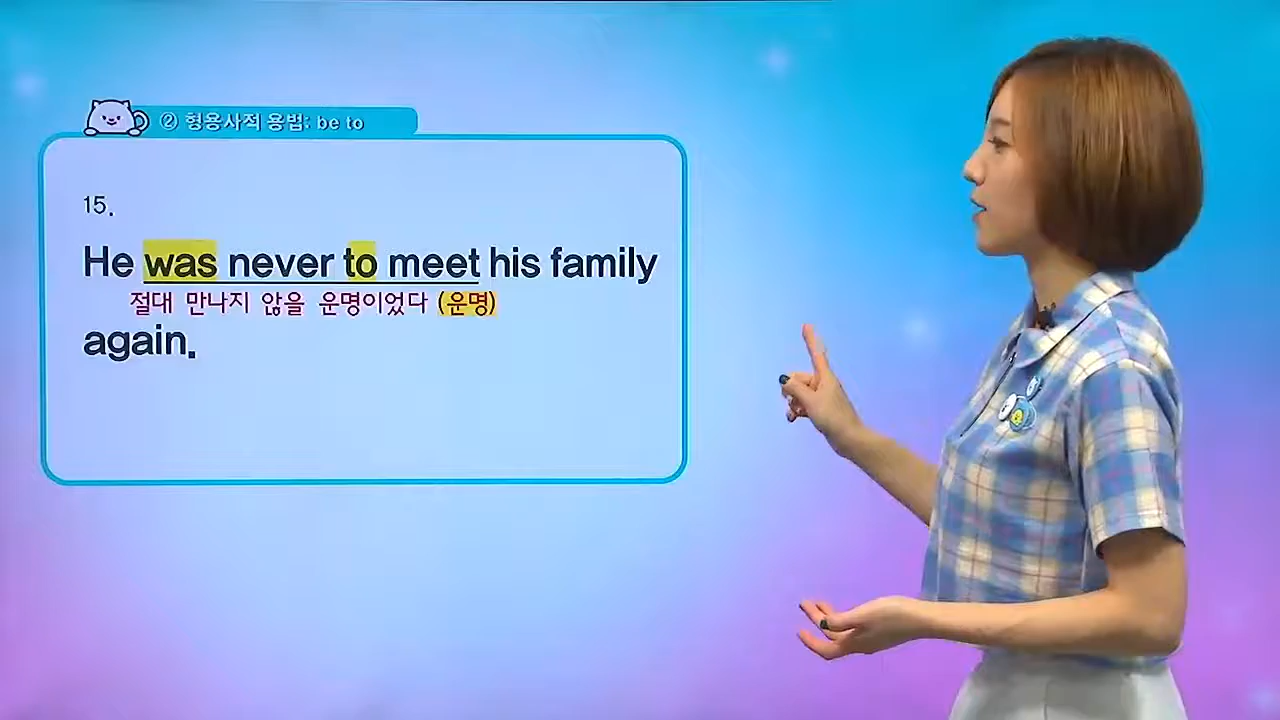 ② 형용사적 용법: be to
15.
He was never to meet his family
절대 만나지 않을 운명이었다 (운명)
again.